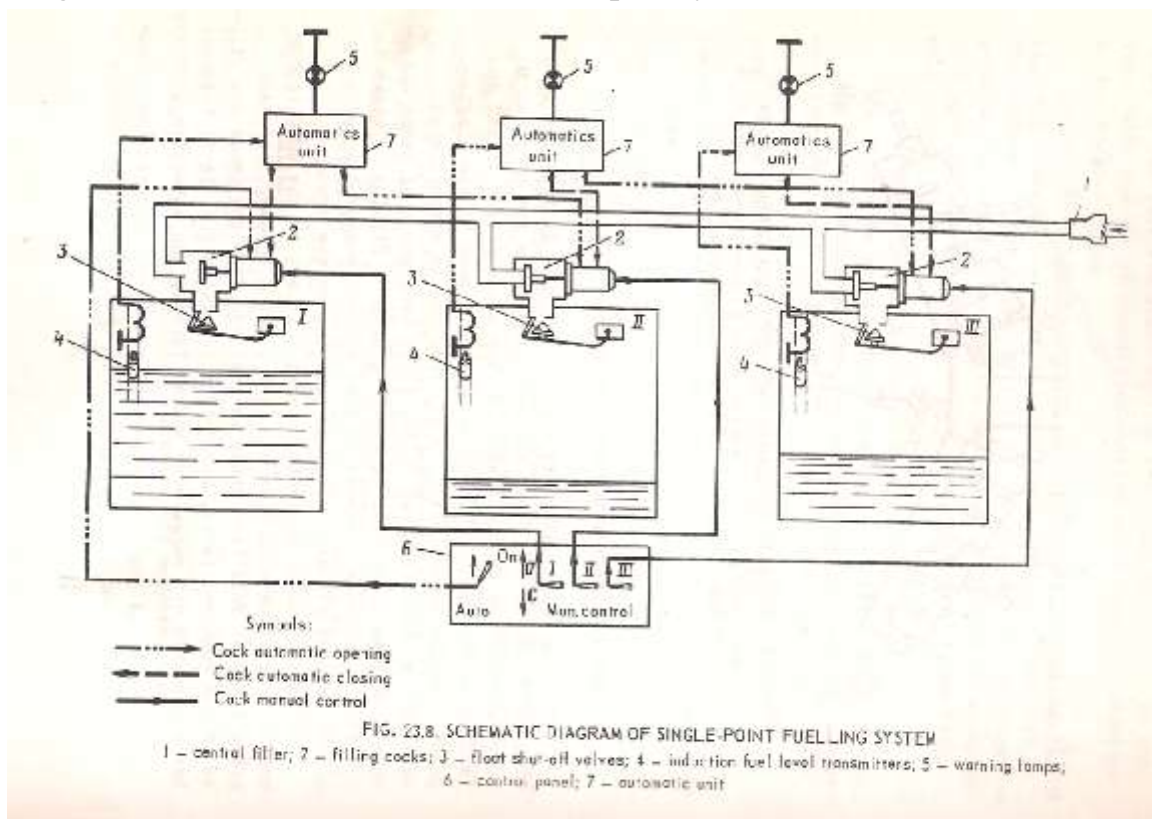 5
5
5
Automatics
unit
7
Automatics
unit
7
Automatics
unit
7
1
2
2
2
3
3
3
I
II
III
4
4
4
6
On
I
II
III
Auto
Man. control
Symbols:
Cock automatic opening
Cock automatic closing
Cock manual control
FIG. 23.8. SCHEMATIC DIAGRAM OF SINGLE-POINT FUELLING SYSTEM
1 – central filler; 2 – filling cocks; 3 – float shut-off valves; 4 – induction fuel level transmitters; 5 – warning lamps;
6 – control panel; 7 – automatic unit